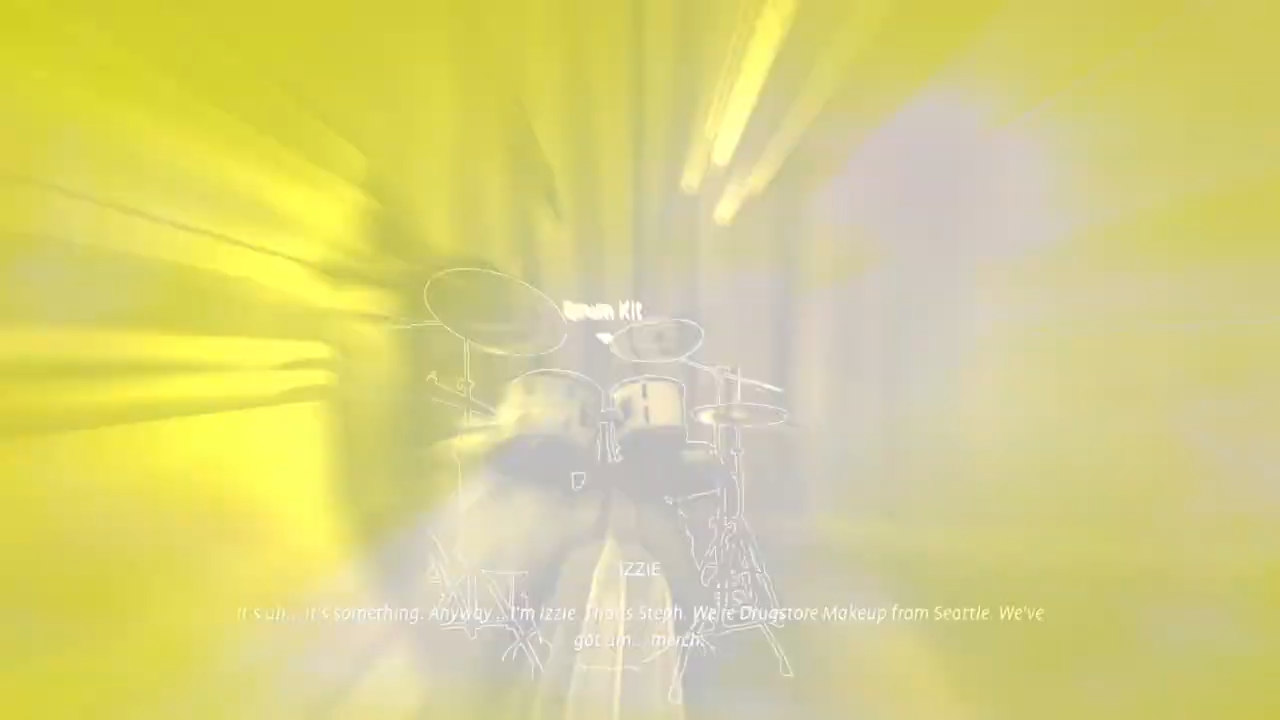 Drum Kit
IZZIE
It's uh... It's something. Anyway... I'm Izzie. That's Steph. We're Drugstore Makeup from Seattle. We've
got um... merch.